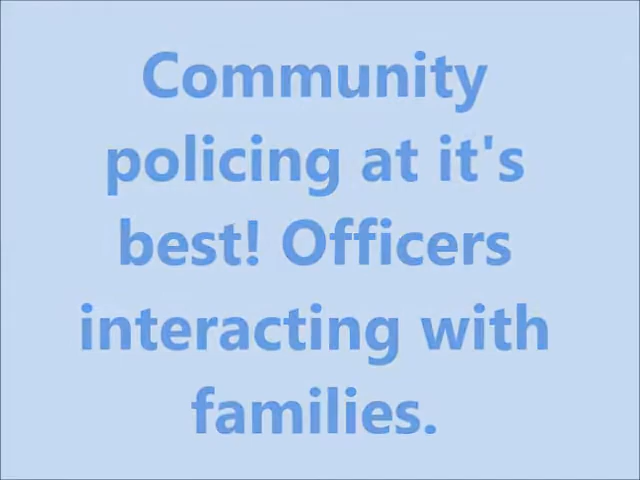 Community
policing at it's
best! Officers
interacting with
families.